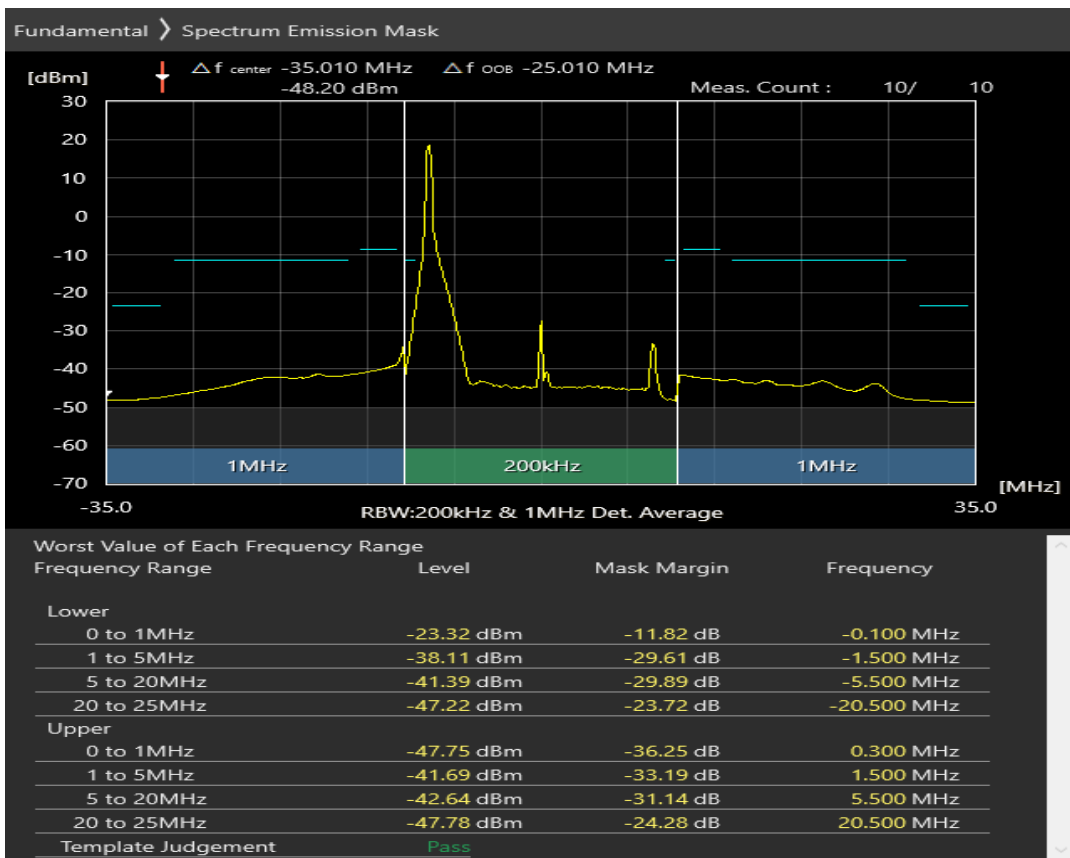 Fundamental 〉 Spectrum Emission Mask
[dBm]
△f center -35.010 MHz △f OOB -25.010 MHz
-48.20 dBm
Meas. Count : 10/ 10
30
20
10
0
-10
-20
-30
-40
-50
-60
-70
1MHz 200kHz 1MHz
[MHz]
-35.0 RBW:200kHz & 1MHz Det. Average 35.0
Worst Value of Each Frequency Range
Frequency Range Level Mask Margin Frequency
Lower
0 to 1MHz -23.32 dBm -11.82 dB -0.100 MHz
1 to 5MHz -38.11 dBm -29.61 dB -1.500 MHz
5 to 20MHz -41.39 dBm -29.89 dB -5.500 MHz
20 to 25MHz -47.22 dBm -23.72 dB -20.500 MHz
Upper
0 to 1MHz -47.75 dBm -36.25 dB 0.300 MHz
1 to 5MHz -41.69 dBm -33.19 dB 1.500 MHz
5 to 20MHz -42.64 dBm -31.14 dB 5.500 MHz
20 to 25MHz -47.78 dBm -24.28 dB 20.500 MHz
Template Judgement Pass